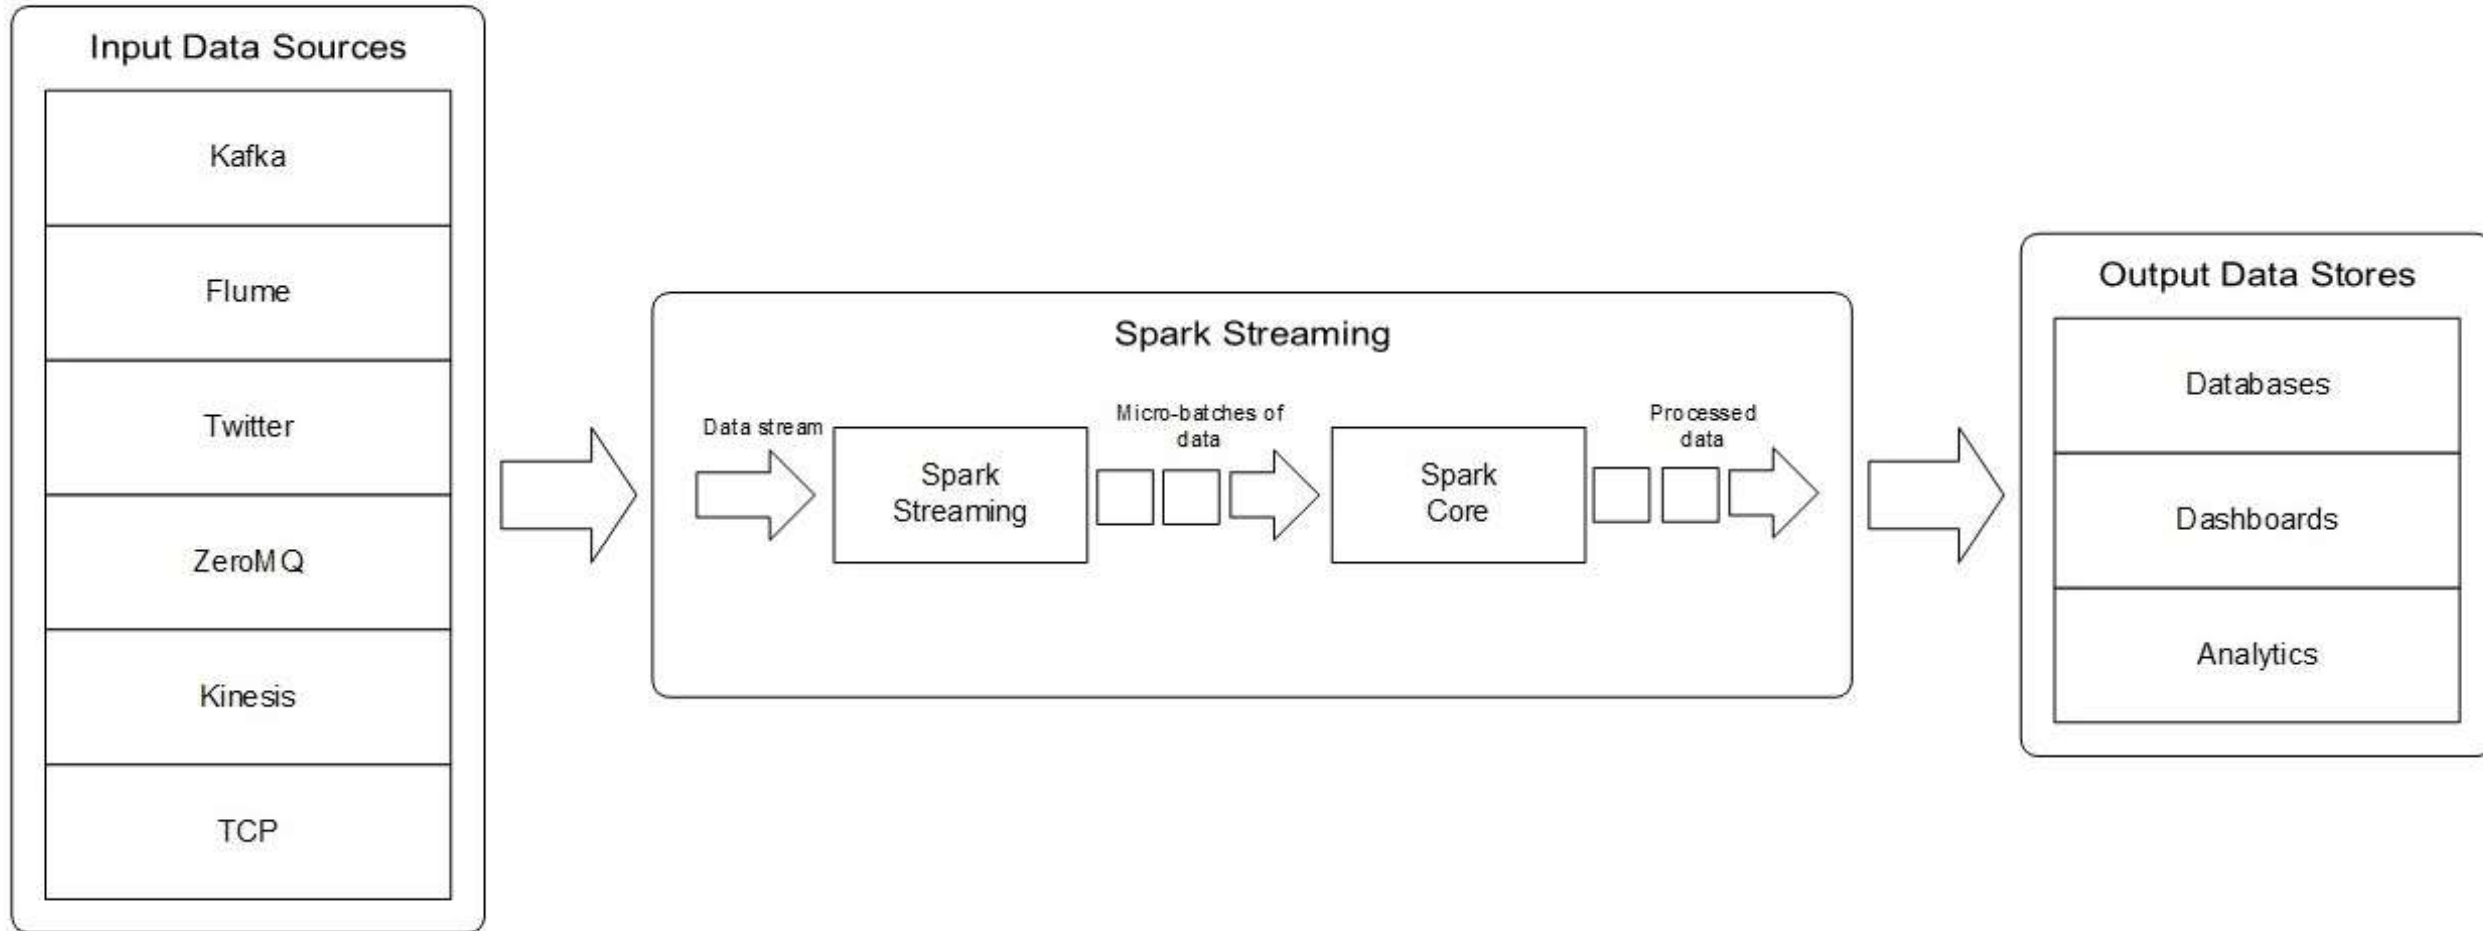 Input Data Sources
Kafka
Flume
Twitter
ZeroMQ
Kinesis
TCP
Spark Streaming
Data stream
Spark
Streaming
Micro-batches of
data
Spark
Core
Processed
data
Output Data Stores
Databases
Dashboards
Analytics